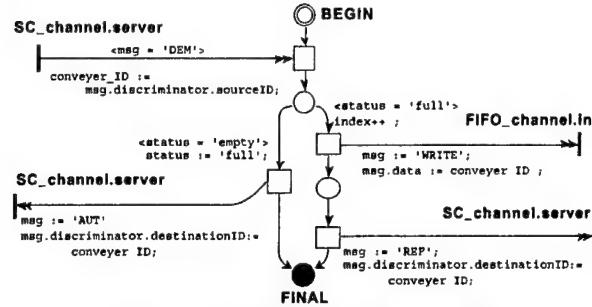 BEGIN
SC_channel.server
<msg = 'DEM'>
conveyer_ID :=
msg.discriminator.sourceID;
<status = 'full'>
index++ ;
FIFO_channel.in
<status = 'empty'>
status := 'full';
msg := 'WRITE';
msg.data := conveyer ID ;
SC_channel.server
SC_channel.server
msg := 'AUT'
msg.discriminator.destinationID:=
conveyer ID;
msg := 'REP';
msg.discriminator.destinationID:=
conveyer ID;
FINAL